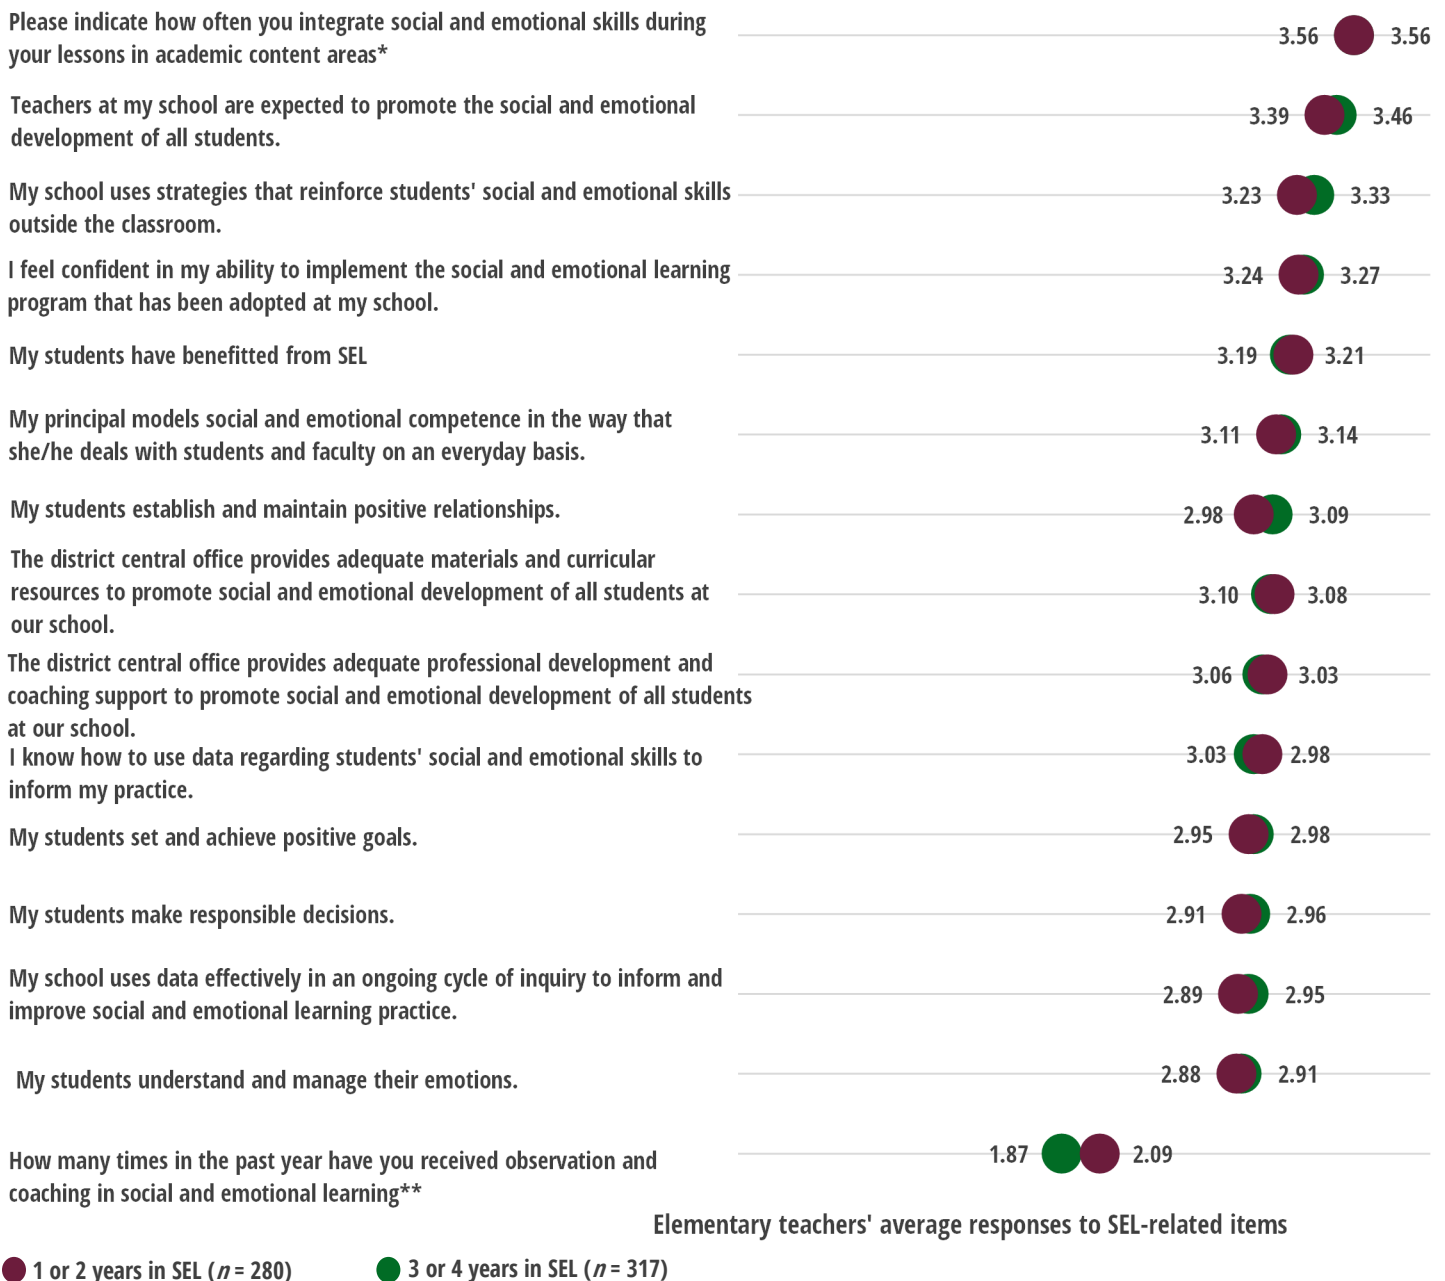 Please indicate how often you integrate social and emotional skills during
your lessons in academic content areas*
3.56 3.56
Teachers at my school are expected to promote the social and emotional
development of all students.
3.39 3.46
My school uses strategies that reinforce students' social and emotional skills
outside the classroom.
3.23 3.33
I feel confident in my ability to implement the social and emotional learning
program that has been adopted at my school.
3.24 3.27
My students have benefitted from SEL
3.19 3.21
My principal models social and emotional competence in the way that
she/he deals with students and faculty on an everyday basis.
3.11 3.14
My students establish and maintain positive relationships.
2.98 3.09
The district central office provides adequate materials and curricular
resources to promote social and emotional development of all students at
our school.
3.10 3.08
The district central office provides adequate professional development and
coaching support to promote social and emotional development of all students
at our school.
3.06 3.03
I know how to use data regarding students' social and emotional skills to
inform my practice.
3.03 2.98
My students set and achieve positive goals.
2.95 2.98
My students make responsible decisions.
2.91 2.96
My school uses data effectively in an ongoing cycle of inquiry to inform and
improve social and emotional learning practice.
2.89 2.95
My students understand and manage their emotions.
2.88 2.91
How many times in the past year have you received observation and
coaching in social and emotional learning**
1.87 2.09
Elementary teachers' average responses to SEL-related items
1 or 2 years in SEL (n = 280)
3 or 4 years in SEL (n = 317)